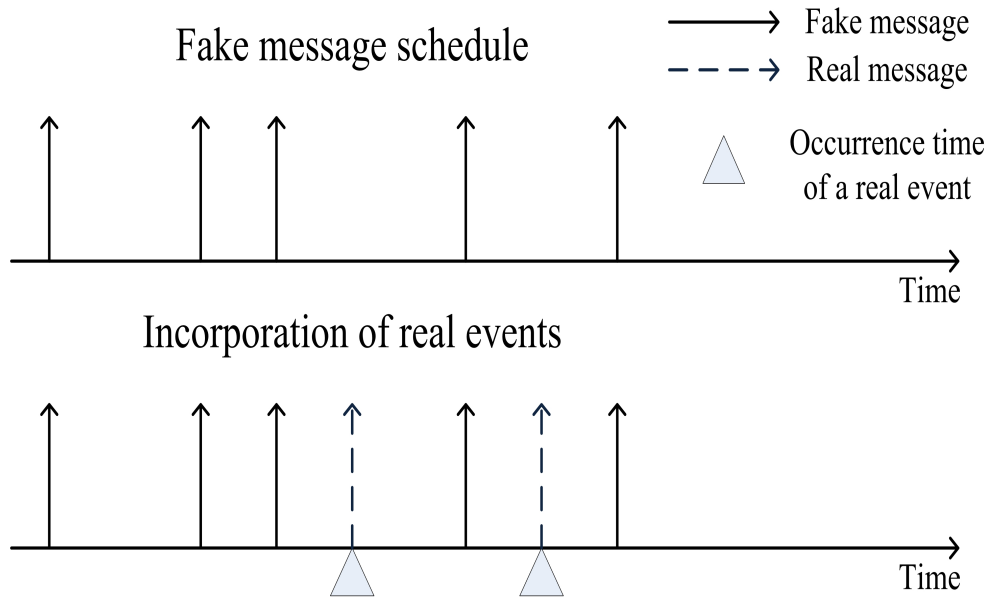 Fake message schedule
Fake message
Real message
Occurrence time
of a real event
Time
Incorporation of real events
Time